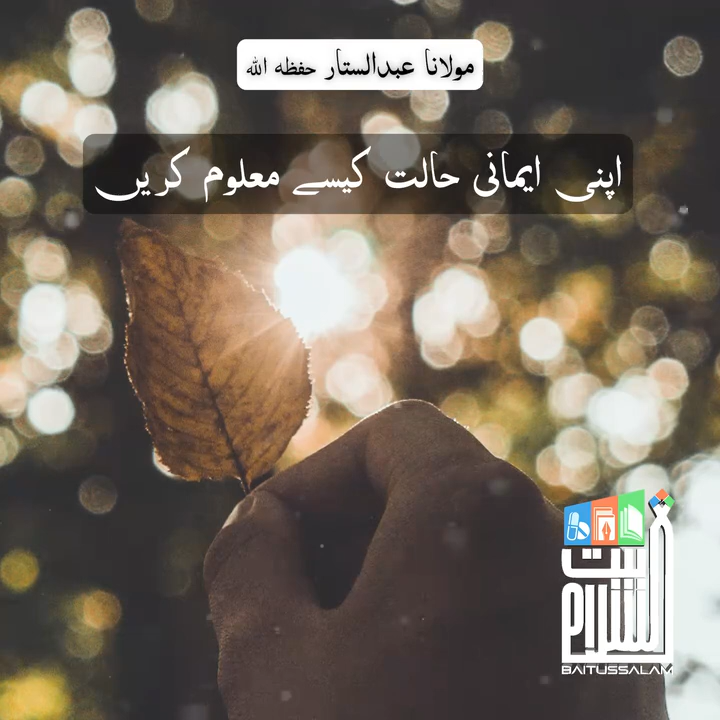 مولانا عبدالستار حفظہ اللہ
اپنی ایمانی حالت کیسے معلوم کریں
بیت السلام
BAITUSSALAM